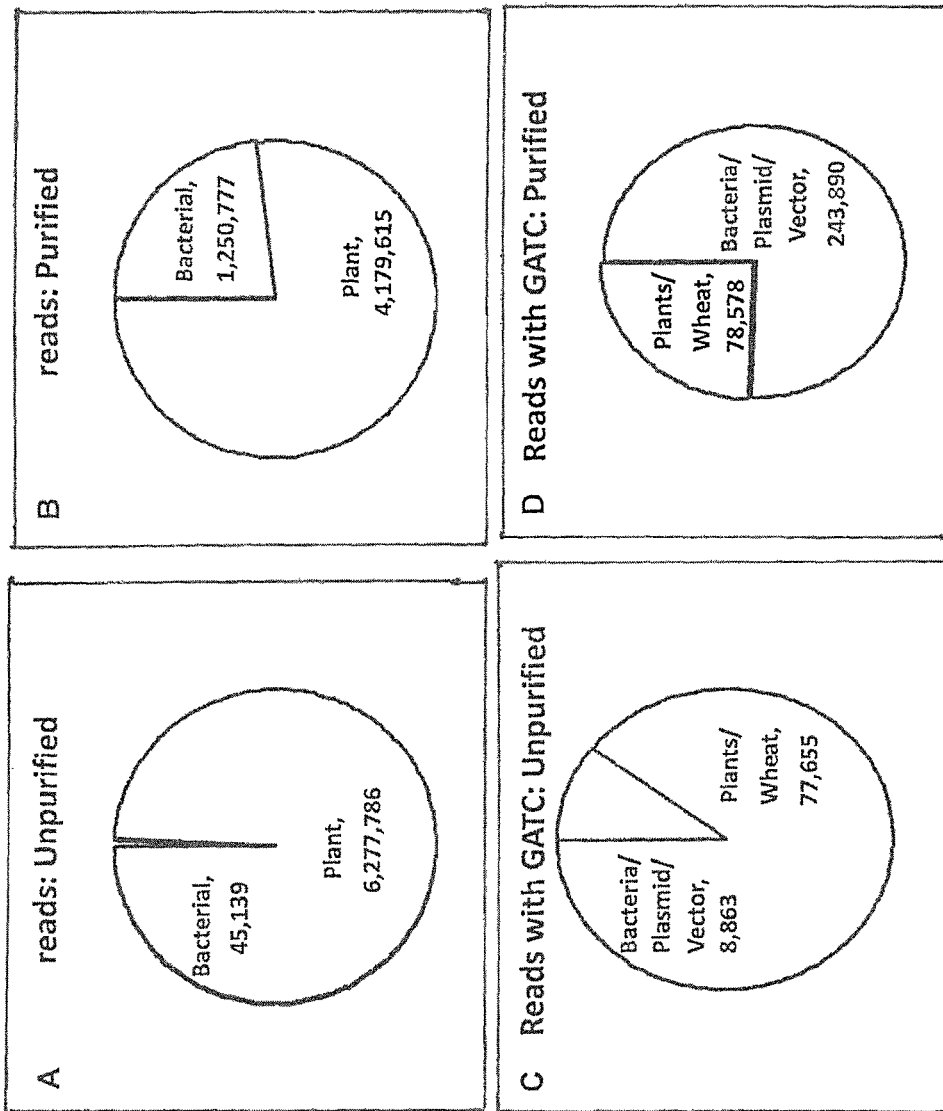 A reads: Unpurified
Bacterial,
45,139
Plant,
6,277,786
B reads: Purified
Bacterial,
1,250,777
Plant
4,179,615
C Reads with GATC: Unpurified
Bacteria/
Plasmid/
Vector,
8,863
Plants/
Wheat,
77,655
D Reads with GATC: Purified
Plants/
Wheat,
78,578
Bacteria/
Plasmid/
Vector,
243,890